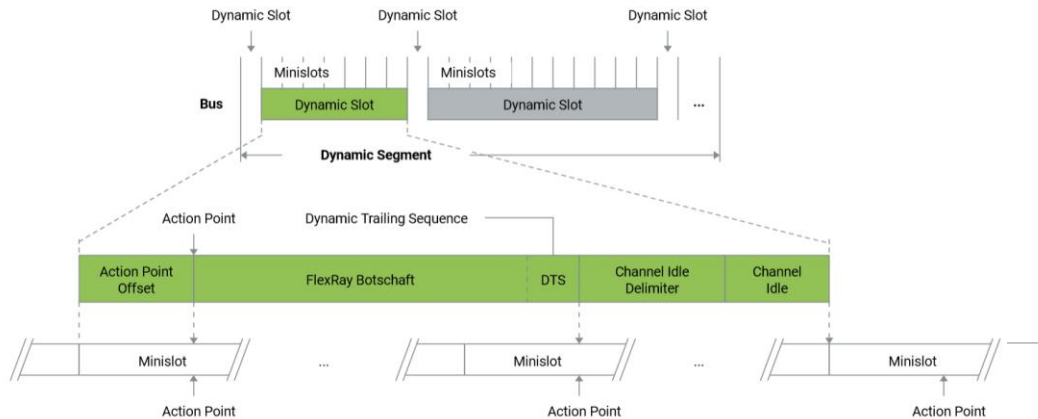 Dynamic Slot Dynamic Slot Dynamic Slot
Minislots Minislots
Bus Dynamic Slot Dynamic Slot ...
Dynamic Segment
Action Point Dynamic Trailing Sequence
Action Point
Offset
FlexRay Botschaft
DTS
Channel Idle
Delimiter
Channel
Idle
Minislot ... Minislot ... Minislot
Action Point Action Point Action Point